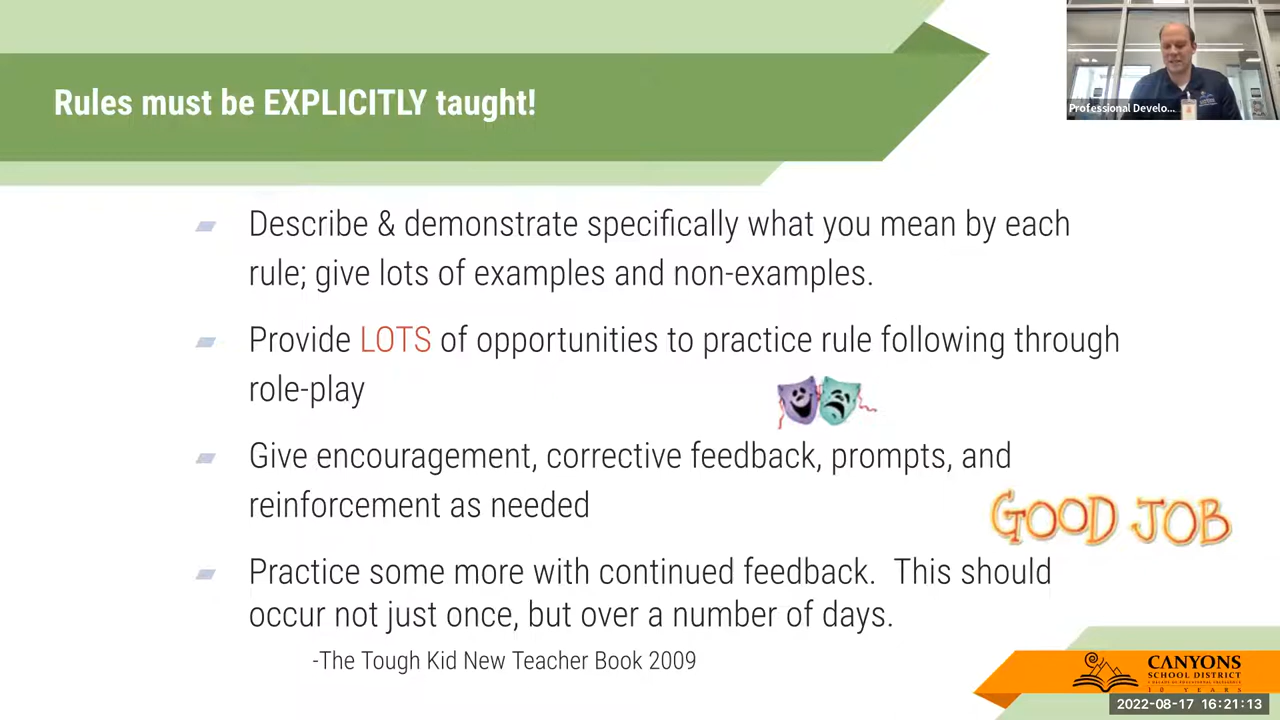 Rules must be EXPLICITLY taught!
Professional Develo...
Describe & demonstrate specifically what you mean by each
rule; give lots of examples and non-examples.
Provide LOTS of opportunities to practice rule following through
role-play
Give encouragement, corrective feedback, prompts, and
reinforcement as needed
GOOD JOB
Practice some more with continued feedback.  This should
occur not just once, but over a number of days.
-The Tough Kid New Teacher Book 2009
CANYONS
SCHOOL DISTRICT
10 YEARS
2022-08-17 16:21:13